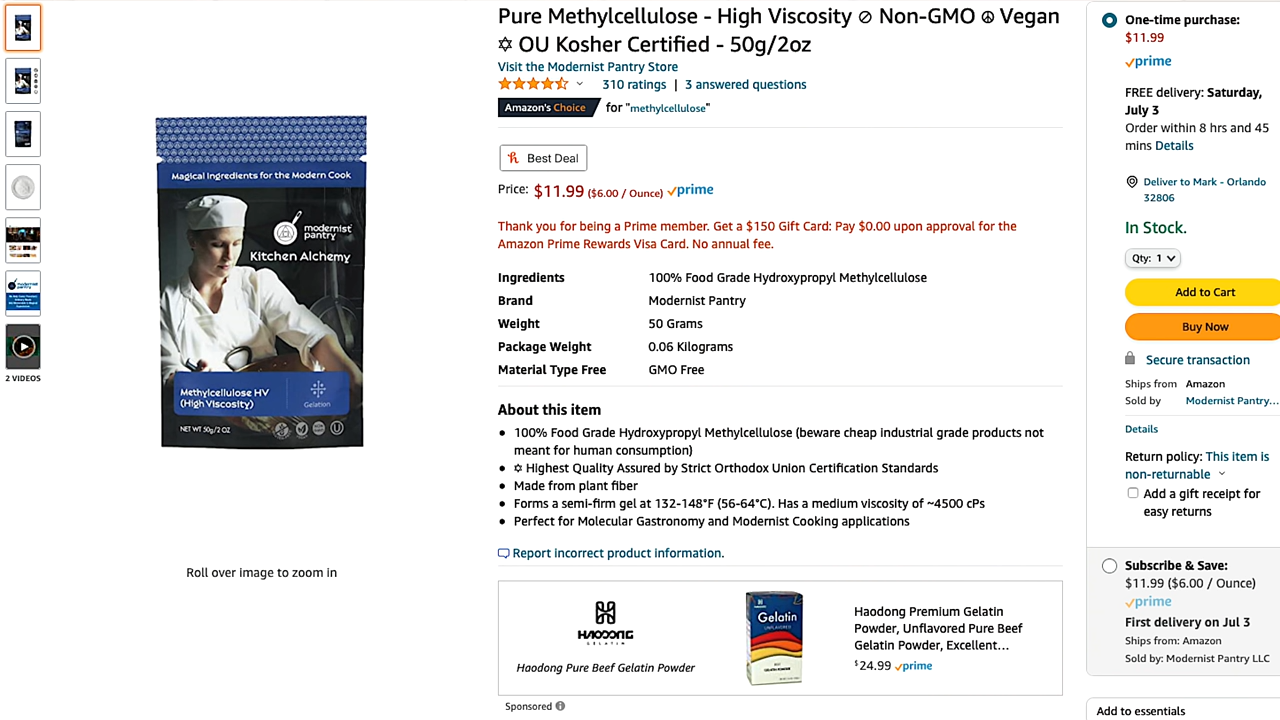 Pure Methylcellulose - High Viscosity ⊘ Non-GMO ☮ Vegan
✡ OU Kosher Certified - 50g/2oz
Visit the Modernist Pantry Store
310 ratings | 3 answered questions
Amazon's Choice for "methylcellulose"
Best Deal
Price: $11.99 ($6.00 / Ounce) prime
Thank you for being a Prime member. Get a $150 Gift Card: Pay $0.00 upon approval for the
Amazon Prime Rewards Visa Card. No annual fee.
Ingredients 100% Food Grade Hydroxypropyl Methylcellulose
Brand Modernist Pantry
Weight 50 Grams
Package Weight 0.06 Kilograms
Material Type Free GMO Free
About this item
• 100% Food Grade Hydroxypropyl Methylcellulose (beware cheap industrial grade products not
meant for human consumption)
• ✡ Highest Quality Assured by Strict Orthodox Union Certification Standards
• Made from plant fiber
• Forms a semi-firm gel at 132-148°F (56-64°C). Has a medium viscosity of ~4500 cPs
• Perfect for Molecular Gastronomy and Modernist Cooking applications
Report incorrect product information.
HAODONG
GELATIN
Haodong Pure Beef Gelatin Powder
Gelatin
UNFLAVORED
GELATIN POWDER
Haodong Premium Gelatin
Powder, Unflavored Pure Beef
Gelatin Powder, Excellent...
$24.99 prime
Sponsored
Magical Ingredients for the Modern Cook
modernist
pantry
Kitchen Alchemy
Methylcellulose HV
(High Viscosity)
Gelation
NET WT 50g/2 OZ
2 VIDEOS
Roll over image to zoom in
One-time purchase:
$11.99
prime
FREE delivery: Saturday,
July 3
Order within 8 hrs and 45
mins Details
Deliver to Mark - Orlando
32806
In Stock.
Qty: 1
Add to Cart
Buy Now
Secure transaction
Ships from Amazon
Sold by Modernist Pantry...
Details
Return policy: This item is
non-returnable
Add a gift receipt for
easy returns
Subscribe & Save:
$11.99 ($6.00 / Ounce)
prime
First delivery on Jul 3
Ships from: Amazon
Sold by: Modernist Pantry LLC
Add to essentials